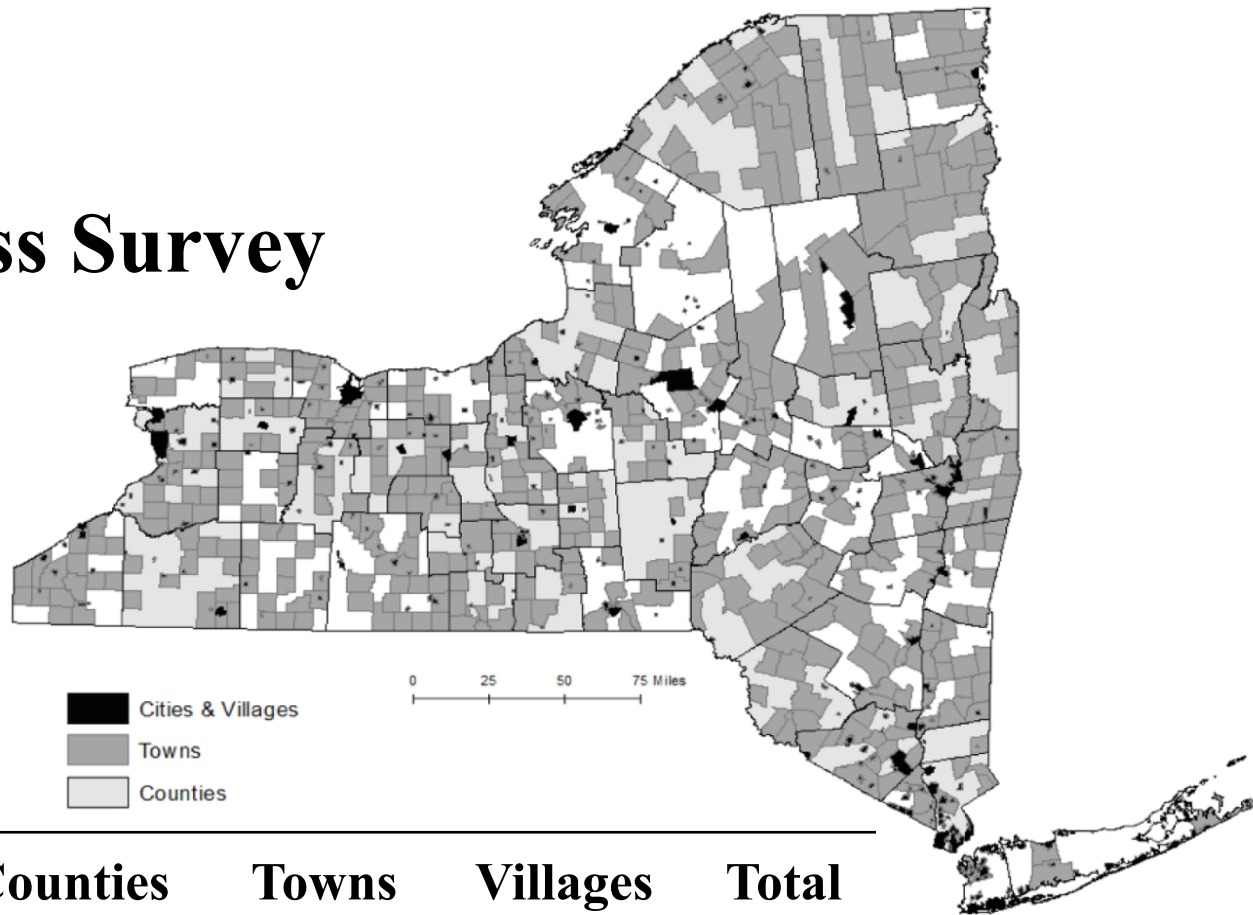 ss Survey
0 25 50 75 Miles
Cities & Villages
Towns
Counties
Counties Towns Villages Total